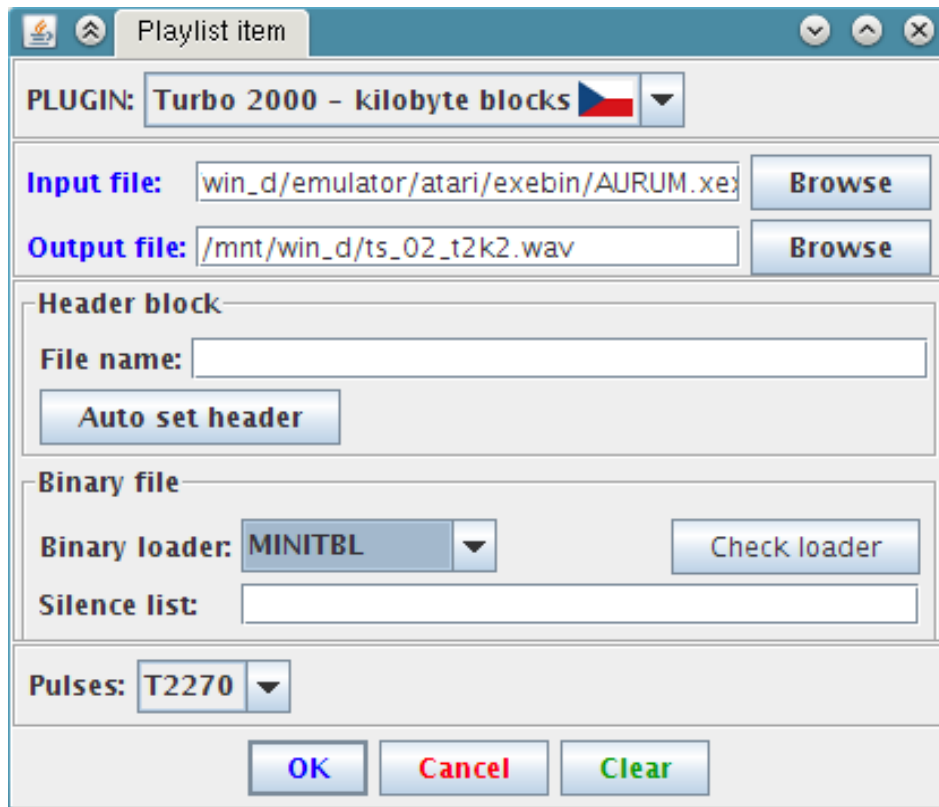 Playlist item
PLUGIN: Turbo 2000 - kilobyte blocks
Input file: win_d/emulator/atari/exebin/AURUM.xex Browse
Output file: /mnt/win_d/ts_02_t2k2.wav Browse
Header block
File name:
Auto set header
Binary file
Binary loader: MINITBL Check loader
Silence list:
Pulses: T2270
OK Cancel Clear